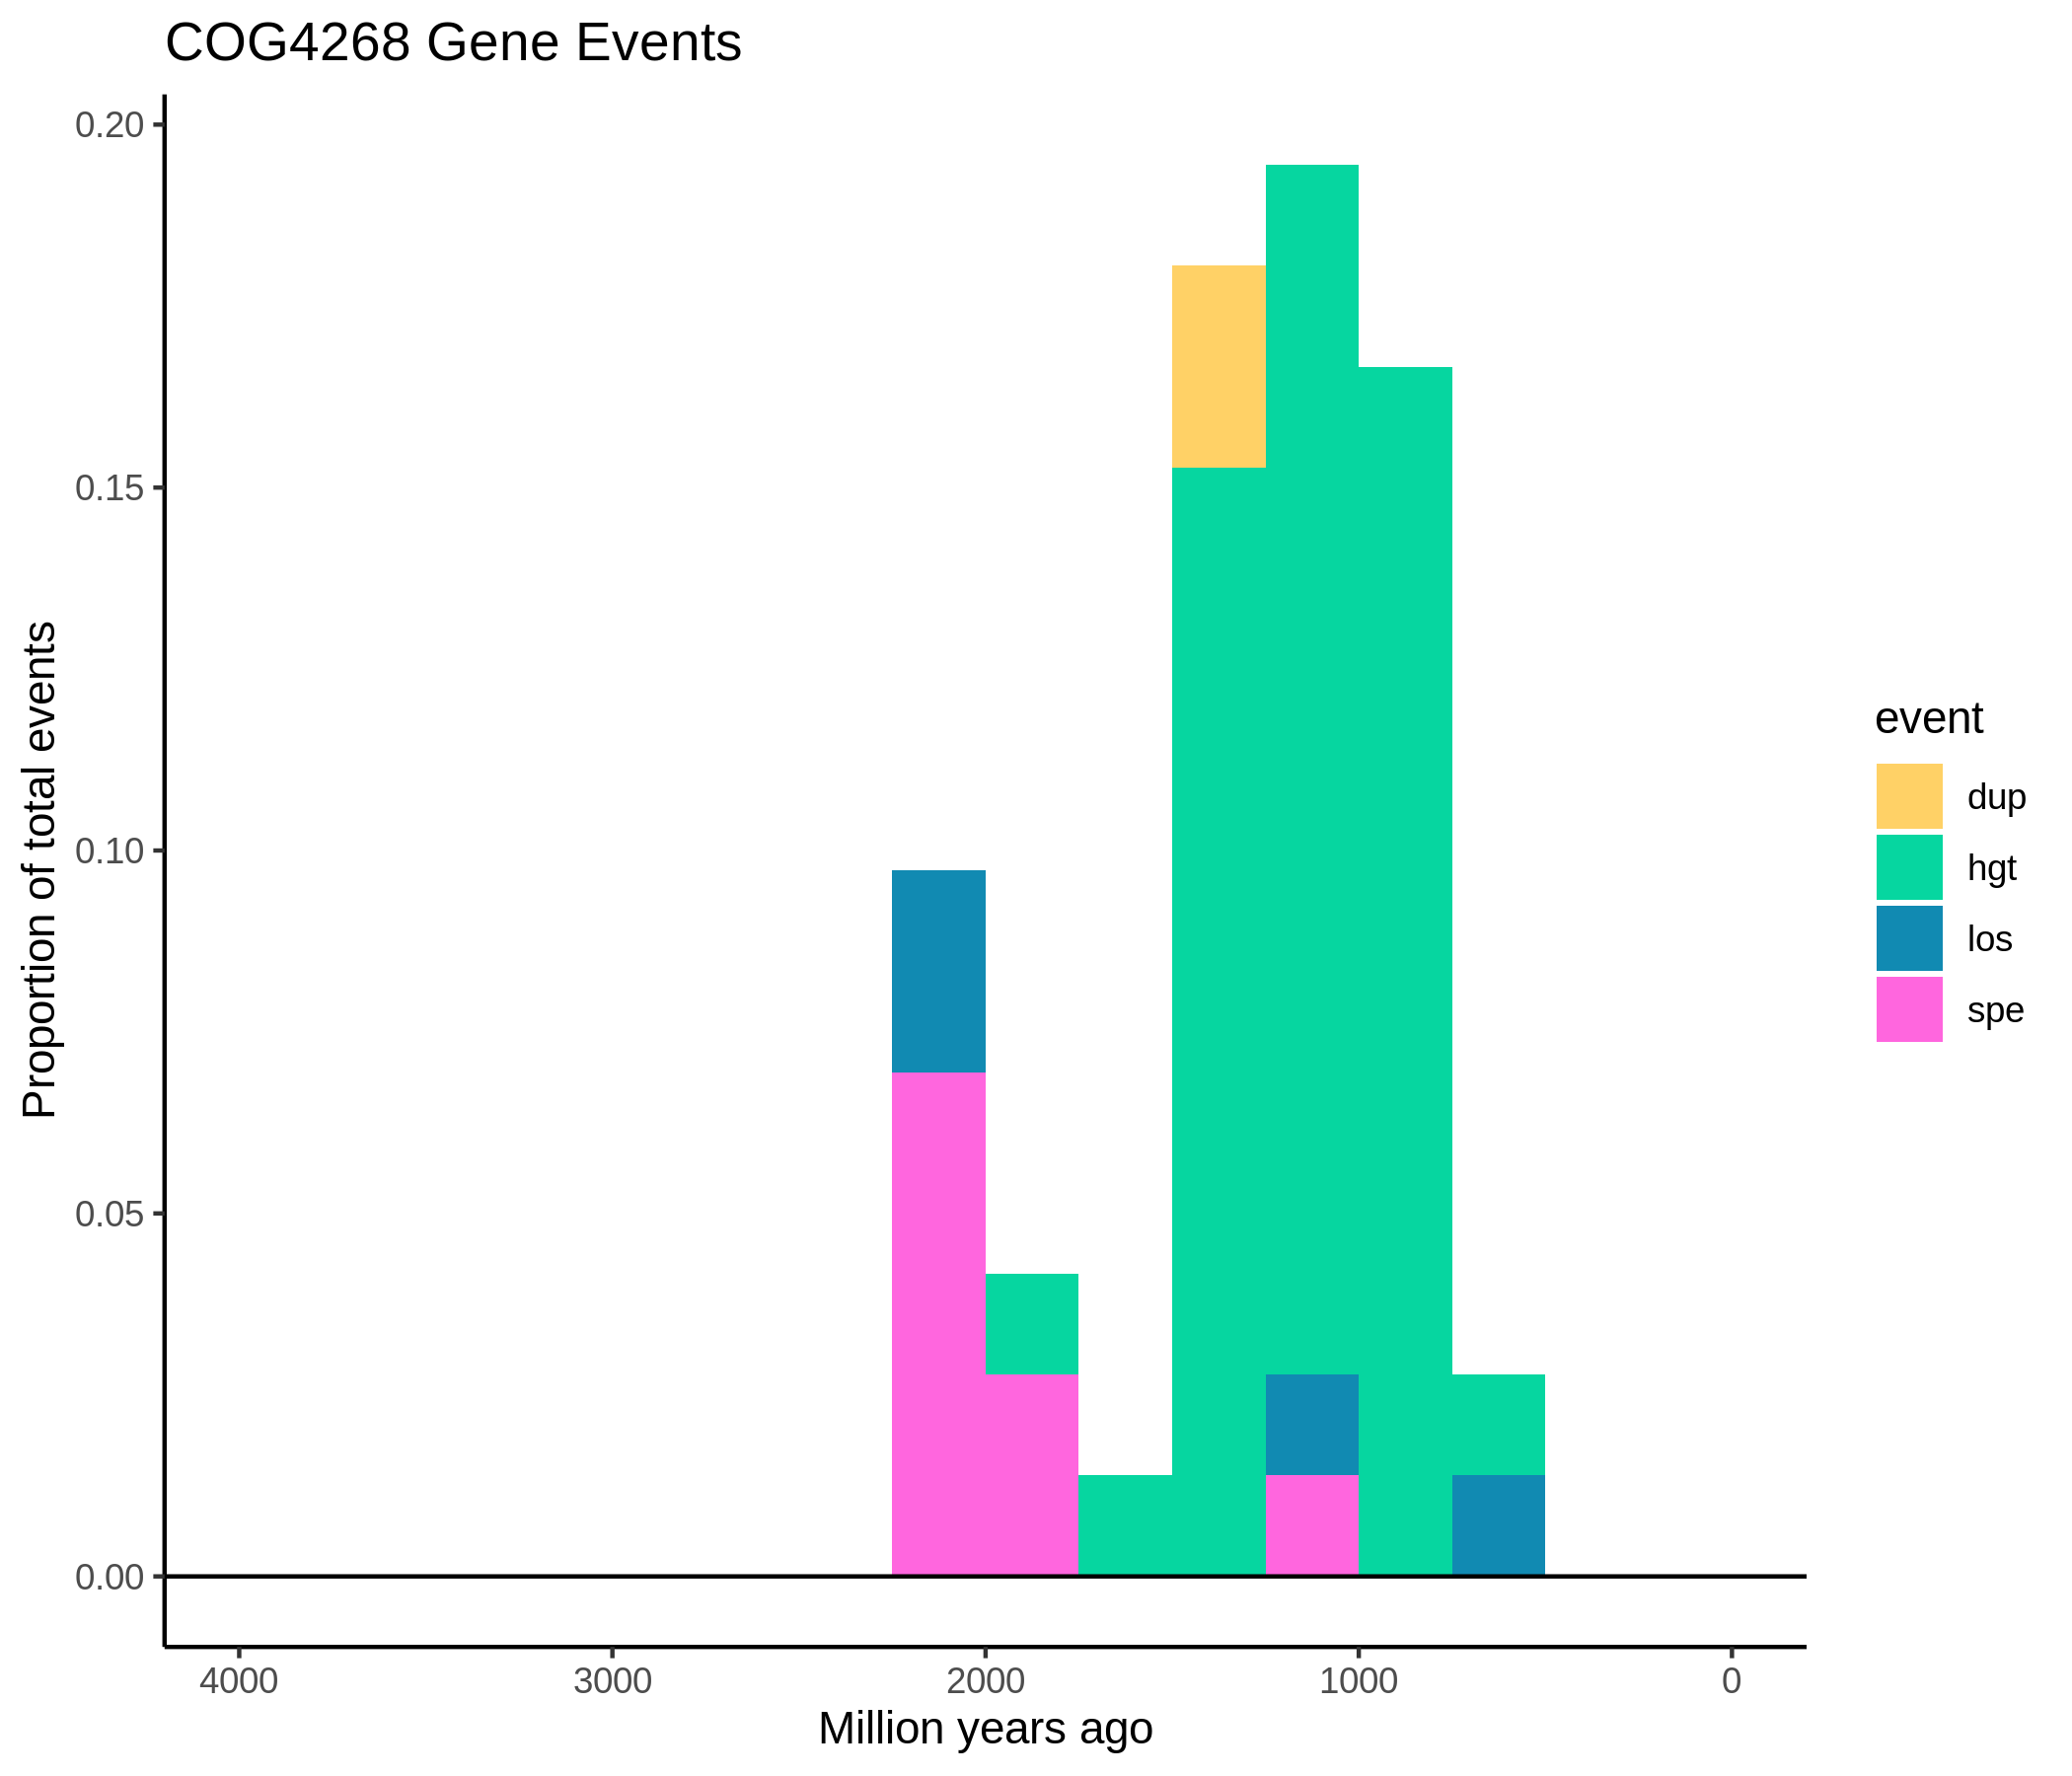 COG4268 Gene Events
0.20
0.15
0.10
0.05
0.00
Proportion of total events
4000 3000 2000 1000 0
Million years ago
event
dup
hgt
los
spe